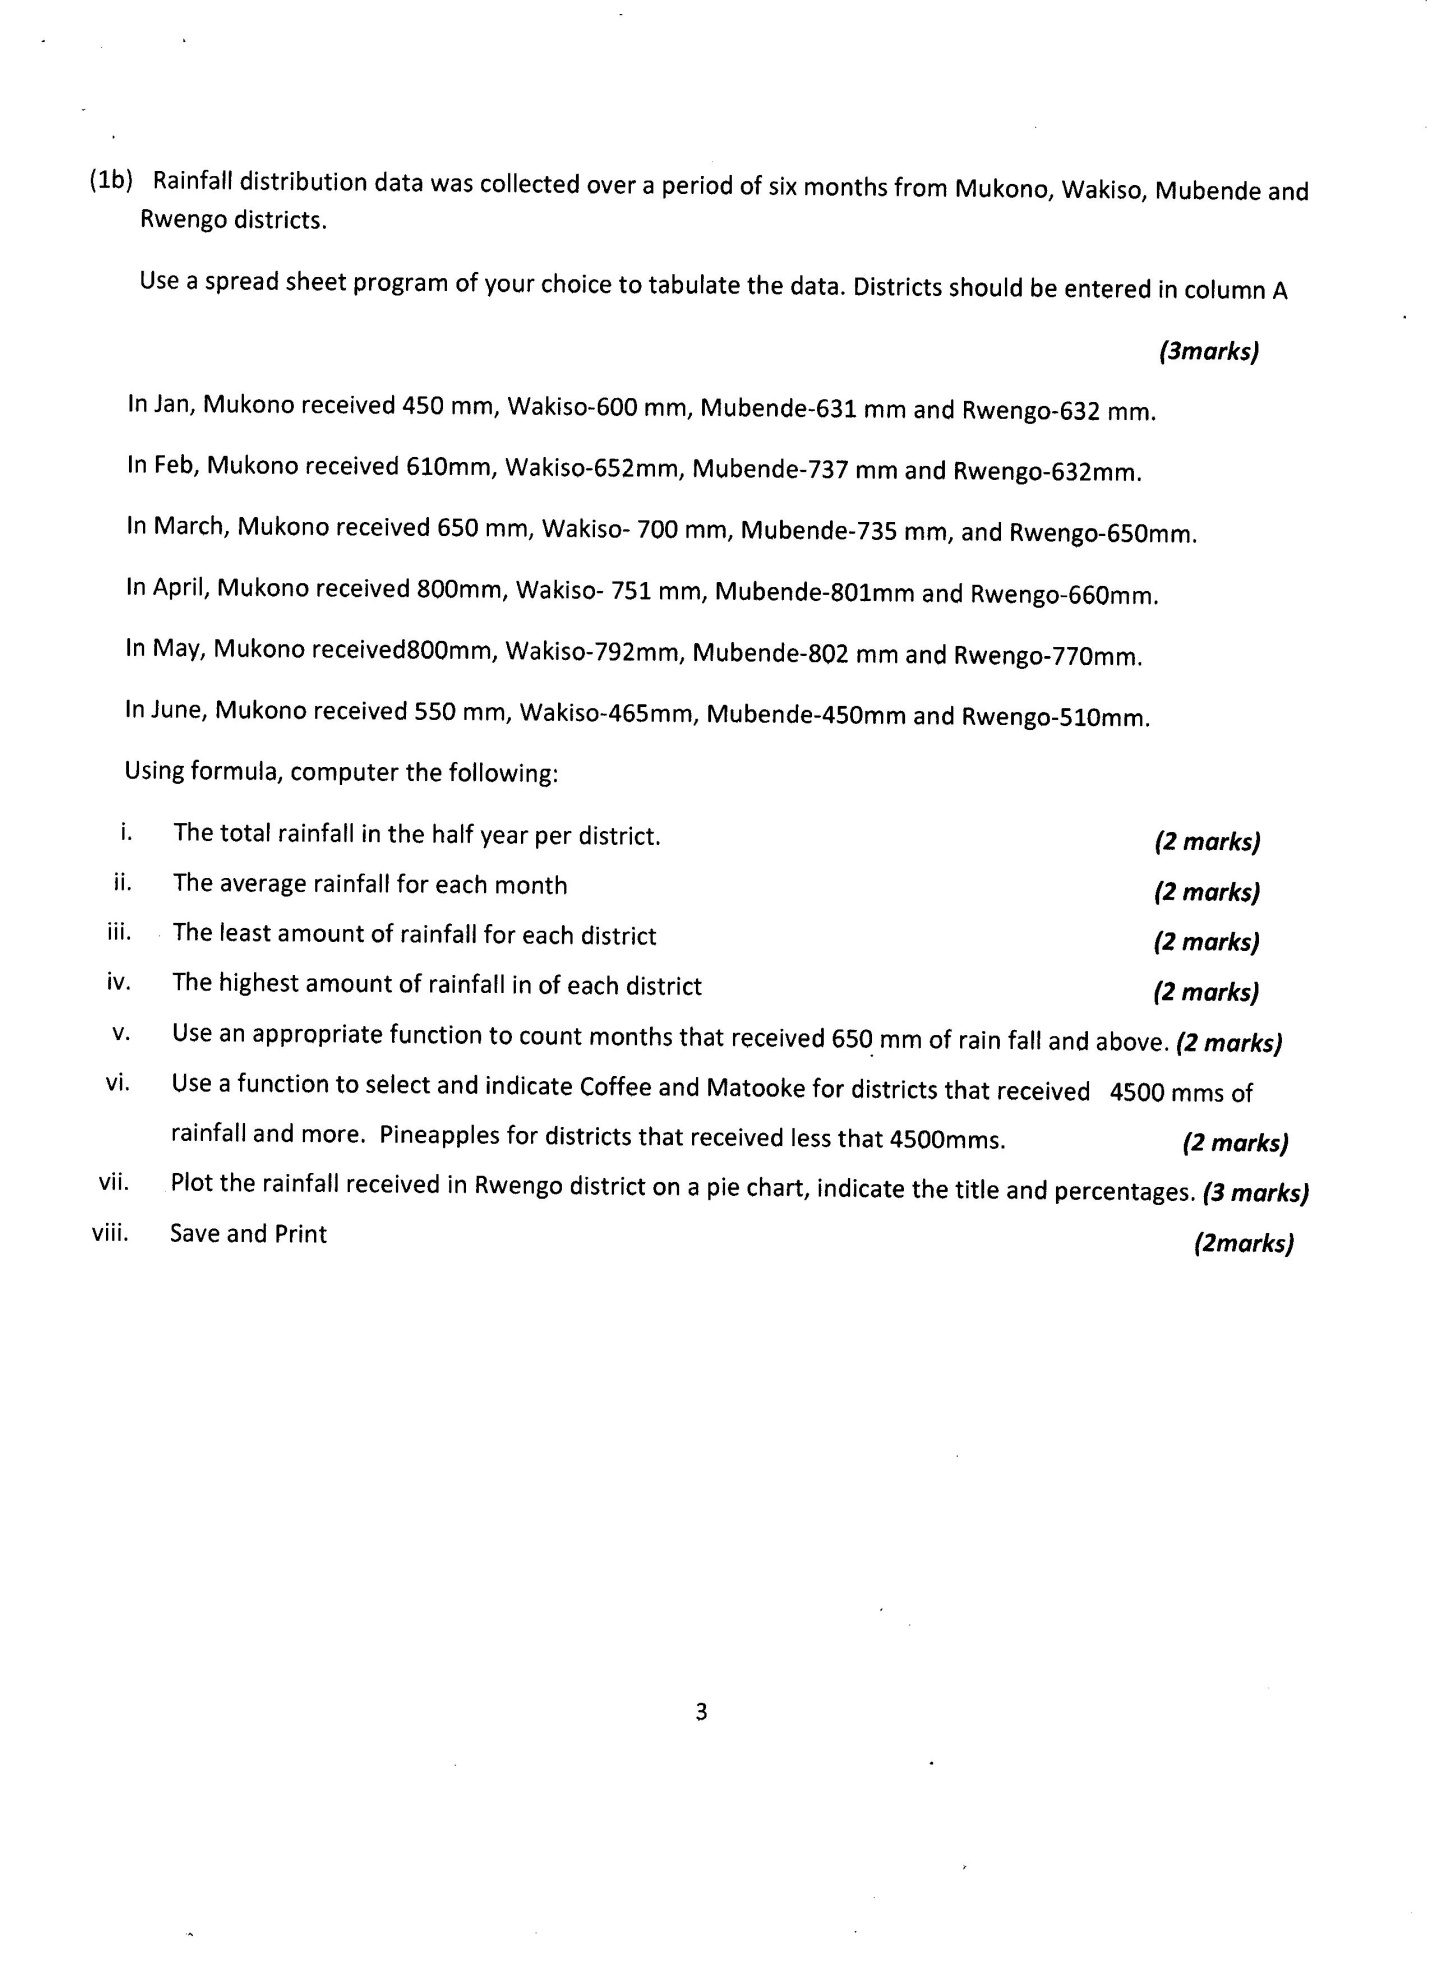 (1b) Rainfall distribution data was collected over a period of six months from Mukono, Wakiso, Mubende and
Rwengo districts.
Use a spread sheet program of your choice to tabulate the data. Districts should be entered in column A
(3marks)
In Jan, Mukono received 450 mm, Wakiso-600 mm, Mubende-631 mm and Rwengo-632 mm.
In Feb, Mukono received 610mm, Wakiso-652mm, Mubende-737 mm and Rwengo-632mm.
In March, Mukono received 650 mm, Wakiso- 700 mm, Mubende-735 mm, and Rwengo-650mm.
In April, Mukono received 800mm, Wakiso- 751 mm, Mubende-801mm and Rwengo-660mm.
In May, Mukono received800mm, Wakiso-792mm, Mubende-802 mm and Rwengo-770mm.
In June, Mukono received 550 mm, Wakiso-465mm, Mubende-450mm and Rwengo-510mm.
Using formula, computer the following:
i. The total rainfall in the half year per district. (2 marks)
ii. The average rainfall for each month (2 marks)
iii. The least amount of rainfall for each district (2 marks)
iv. The highest amount of rainfall in of each district (2 marks)
v. Use an appropriate function to count months that received 650 mm of rain fall and above. (2 marks)
vi. Use a function to select and indicate Coffee and Matooke for districts that received 4500 mms of
rainfall and more. Pineapples for districts that received less that 4500mms. (2 marks)
vii. Plot the rainfall received in Rwengo district on a pie chart, indicate the title and percentages. (3 marks)
viii. Save and Print (2marks)
3